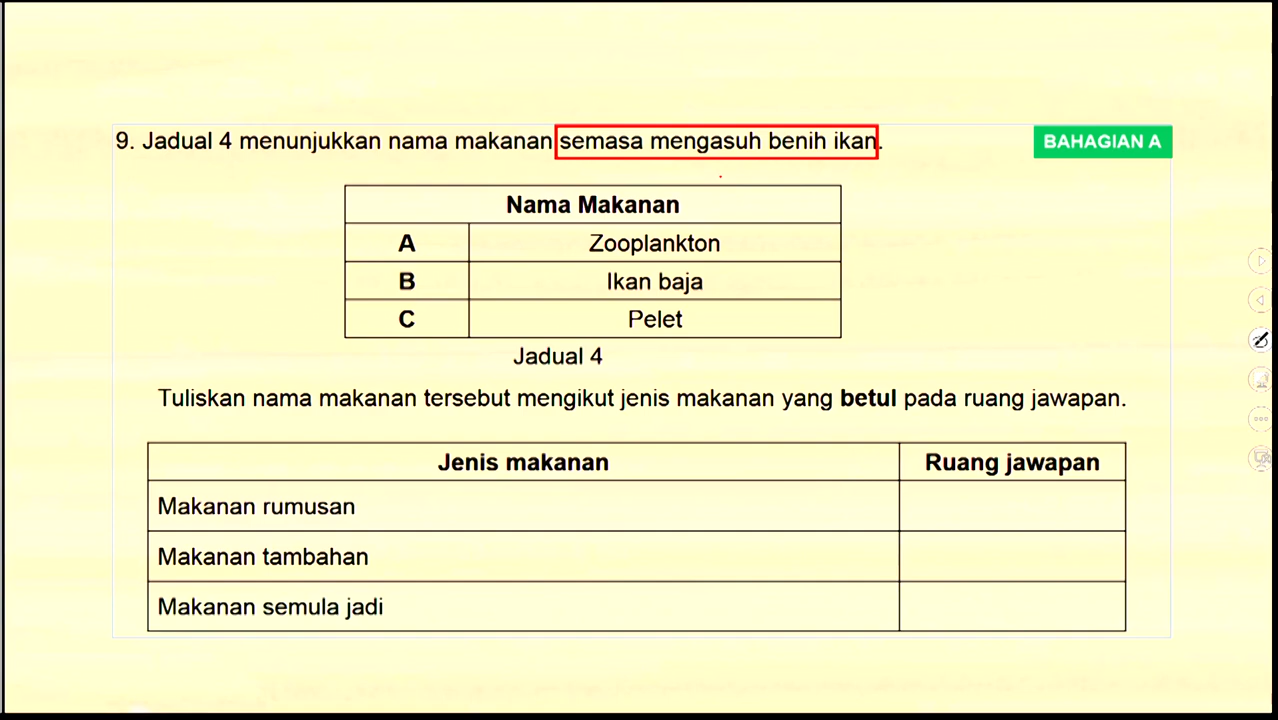 9. Jadual 4 menunjukkan nama makanan semasa mengasuh benih ikan.
BAHAGIAN A
Nama Makanan
A Zooplankton
B Ikan baja
C Pelet
Jadual 4
Tuliskan nama makanan tersebut mengikut jenis makanan yang betul pada ruang jawapan.
Jenis makanan Ruang jawapan
Makanan rumusan
Makanan tambahan
Makanan semula jadi